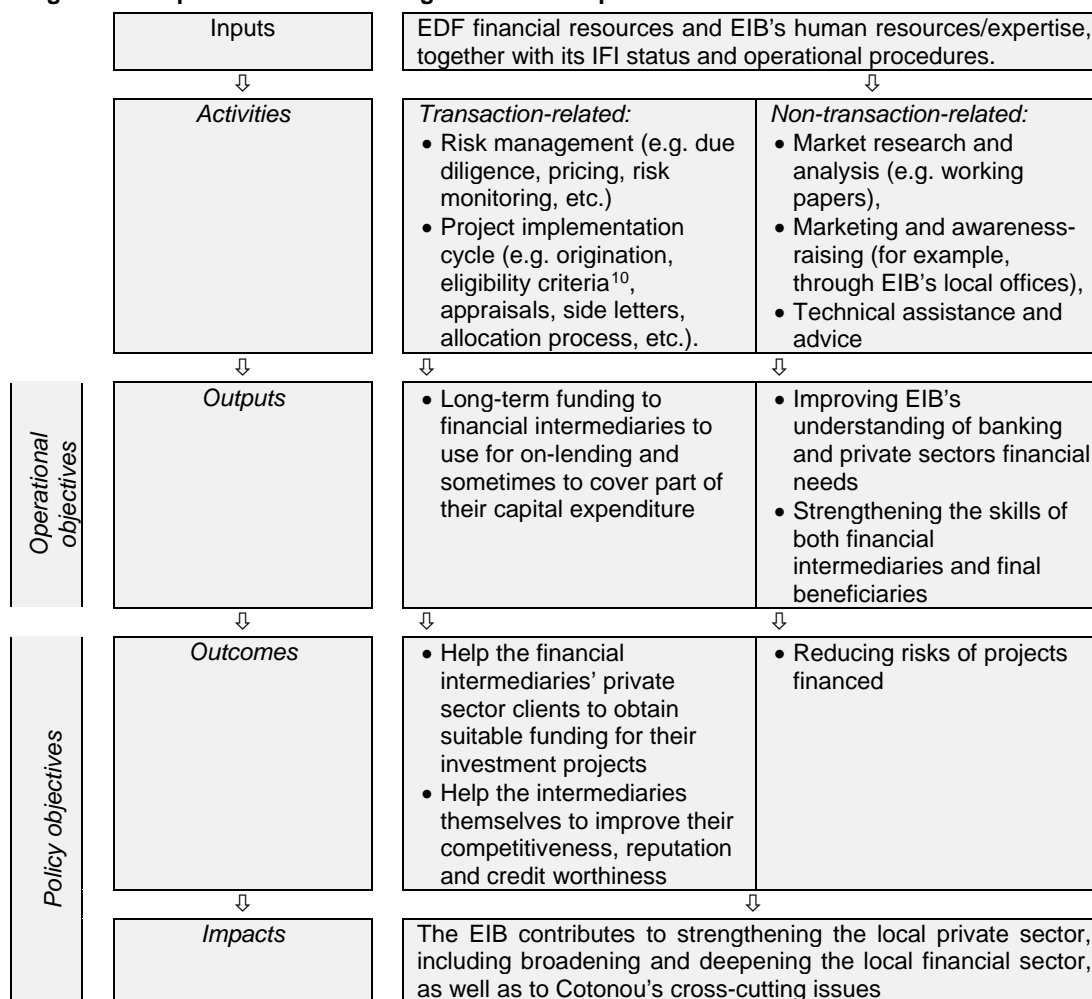 Inputs
EDF financial resources and EIB's human resources/expertise,
together with its IFI status and operational procedures.
⇩ ⇩
Activities
Transaction-related:
• Risk management (e.g. due
diligence, pricing, risk
monitoring, etc.)
• Project implementation
cycle (e.g. origination,
eligibility criteria¹⁰,
appraisals, side letters,
allocation process, etc.).
Non-transaction-related:
• Market research and
analysis (e.g. working
papers),
• Marketing and awareness-
raising (for example,
through EIB's local offices),
• Technical assistance and
advice
⇩ ⇩ ⇩
Operational
objectives
Outputs
• Long-term funding to
financial intermediaries to
use for on-lending and
sometimes to cover part of
their capital expenditure
• Improving EIB's
understanding of banking
and private sectors financial
needs
• Strengthening the skills of
both financial
intermediaries and final
beneficiaries
⇩ ⇩ ⇩
Policy objectives
Outcomes
• Help the financial
intermediaries' private
sector clients to obtain
suitable funding for their
investment projects
• Help the intermediaries
themselves to improve their
competitiveness, reputation
and credit worthiness
• Reducing risks of projects
financed
⇩ ⇩
Impacts
The EIB contributes to strengthening the local private sector,
including broadening and deepening the local financial sector,
as well as to Cotonou's cross-cutting issues